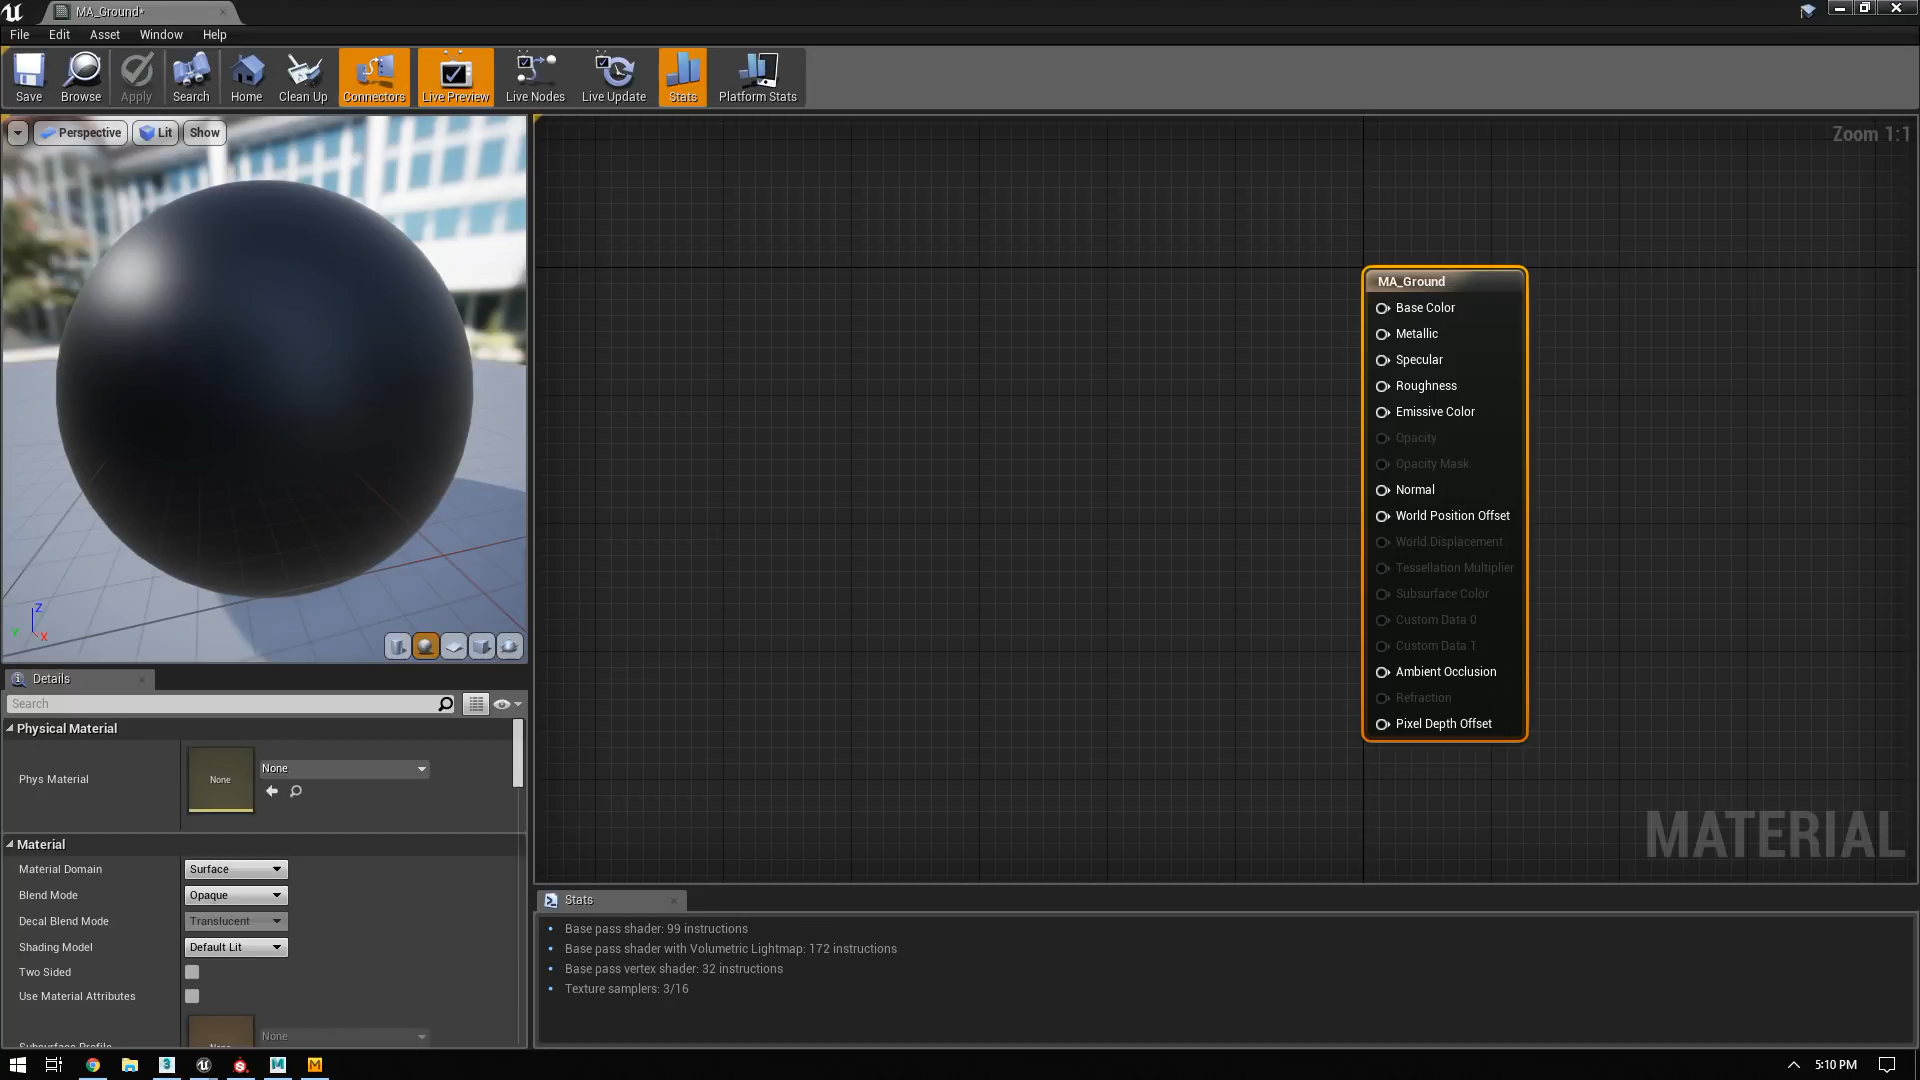 MA_Ground*
File Edit Asset Window Help
Save Browse Apply Search Home Clean Up Connectors Live Preview Live Nodes Live Update Stats Platform Stats
Perspective Lit Show
Zoom 1:1
MA_Ground
Base Color
Metallic
Specular
Roughness
Emissive Color
Opacity
Opacity Mask
Normal
World Position Offset
World Displacement
Tessellation Multiplier
Subsurface Color
Custom Data 0
Custom Data 1
Ambient Occlusion
Refraction
Pixel Depth Offset
MATERIAL
Z
Y
X
Details
Search
Physical Material
Phys Material None None
Material
Material Domain Surface
Blend Mode Opaque
Decal Blend Mode Translucent
Shading Model Default Lit
Two Sided
Use Material Attributes
Subsurface Profile None None
Stats
Base pass shader: 99 instructions
Base pass shader with Volumetric Lightmap: 172 instructions
Base pass vertex shader: 32 instructions
Texture samplers: 3/16
5:10 PM